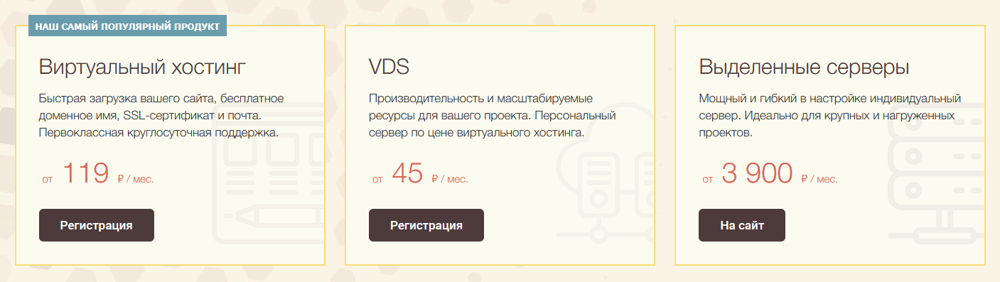 НАШ САМЫЙ ПОПУЛЯРНЫЙ ПРОДУКТ
Виртуальный хостинг
Быстрая загрузка вашего сайта, бесплатное
доменное имя, SSL-сертификат и почта.
Первоклассная круглосуточная поддержка.
от 119 ₽ / мес.
Регистрация
VDS
Производительность и масштабируемые
ресурсы для вашего проекта. Персональный
сервер по цене виртуального хостинга.
от 45 ₽ / мес.
Регистрация
Выделенные серверы
Мощный и гибкий в настройке индивидуальный
сервер. Идеально для крупных и нагруженных
проектов.
от 3 900 ₽ / мес.
На сайт